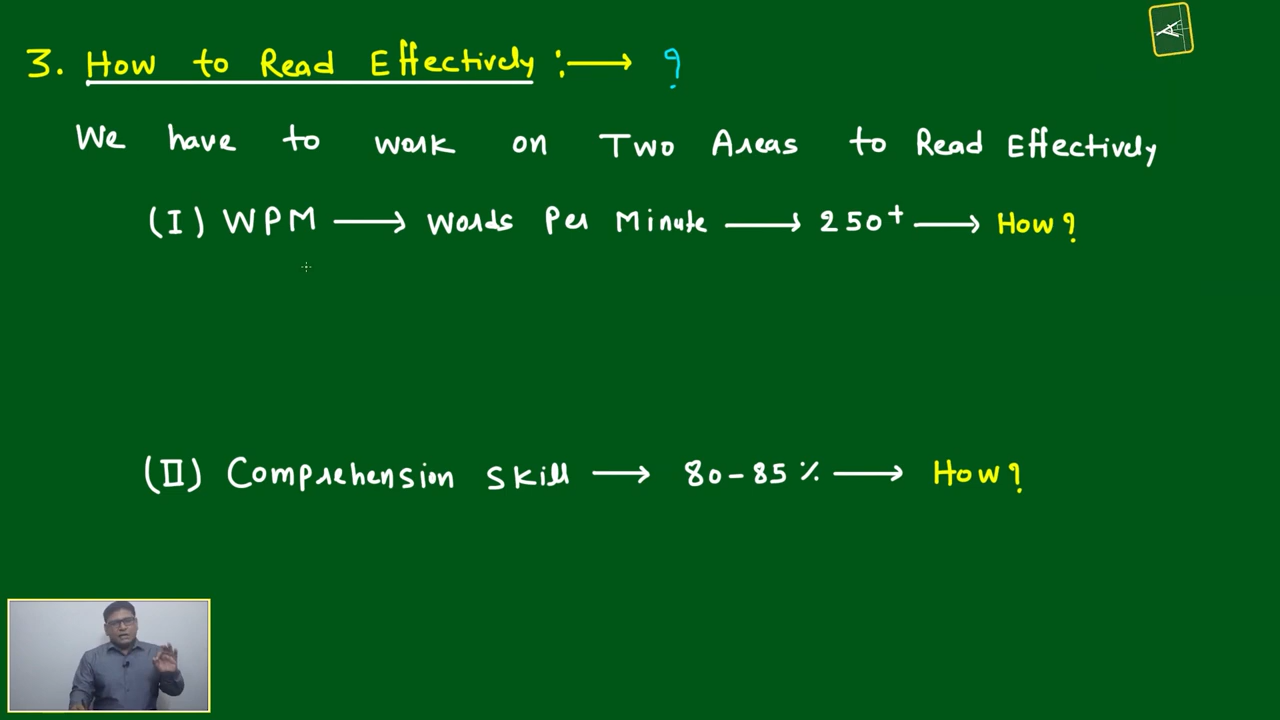 3. How to Read Effectively :⟶ ?
We have to work on Two Areas to Read Effectively
(I) WPM ⟶ Words Per Minute ⟶ 250+ ⟶ How?
(II) Comprehension Skill ⟶ 80-85% ⟶ How?